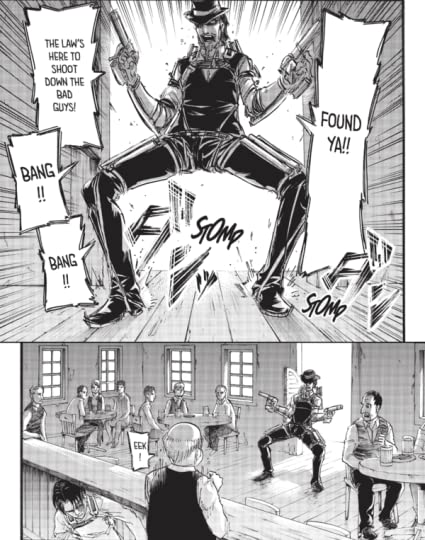 FOUND
YA!!
THE LAW'S
HERE TO
SHOOT
DOWN THE
BAD
GUYS!
BANG
!!
BANG
!!
STOMP
STOMP
EEK
!